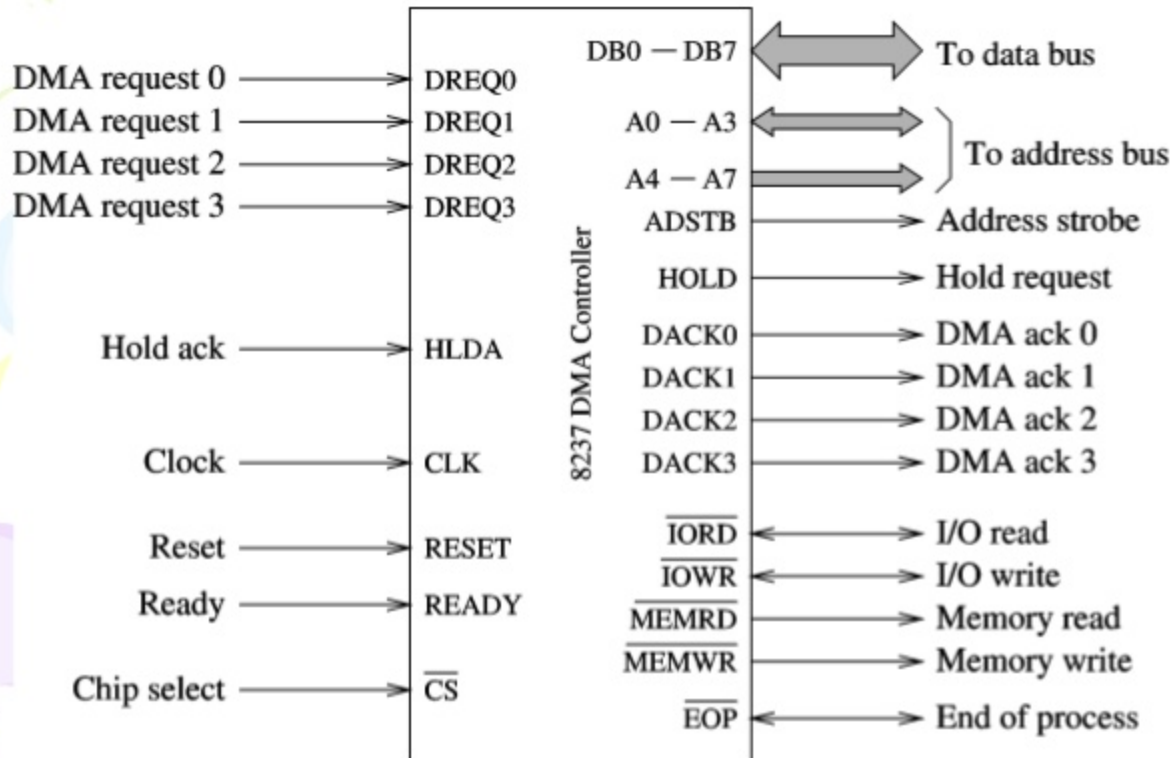 DB0 — DB7 To data bus
DMA request 0 DREQ0
DMA request 1 DREQ1 A0 — A3
To address bus
DMA request 2 DREQ2
A4 — A7
DMA request 3 DREQ3
ADSTB Address strobe
8237 DMA Controller
HOLD Hold request
DACK0 DMA ack 0
Hold ack HLDA
DACK1 DMA ack 1
DACK2 DMA ack 2
Clock CLK DACK3 DMA ack 3
IORD I/O read
Reset RESET
IOWR I/O write
Ready READY
MEMRD Memory read
MEMWR Memory write
Chip select CS
EOP End of process